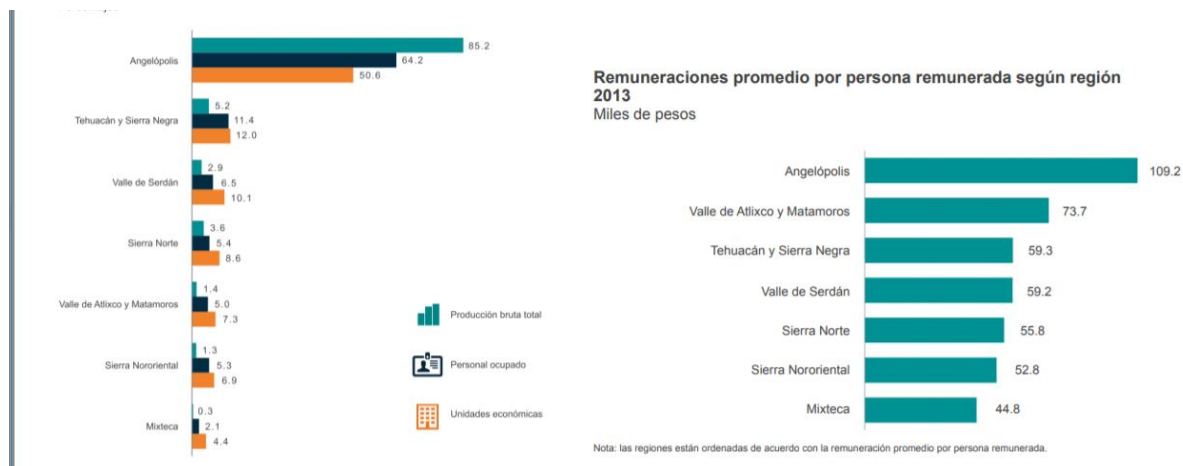 85.2
Angelópolis
64.2
50.6
5.2
Tehuacán y Sierra Negra
11.4
12.0
2.9
Valle de Serdán
6.5
10.1
3.6
Sierra Norte
5.4
8.6
1.4
Valle de Atlixco y Matamoros
5.0
7.3
1.3
Sierra Nororiental
5.3
6.9
0.3
Mixteca
2.1
4.4
Producción bruta total
Personal ocupado
Unidades económicas
Remuneraciones promedio por persona remunerada según región
2013
Miles de pesos
Angelópolis 109.2
Valle de Atlixco y Matamoros 73.7
Tehuacán y Sierra Negra 59.3
Valle de Serdán 59.2
Sierra Norte 55.8
Sierra Nororiental 52.8
Mixteca 44.8
Nota: las regiones están ordenadas de acuerdo con la remuneración promedio por persona remunerada.